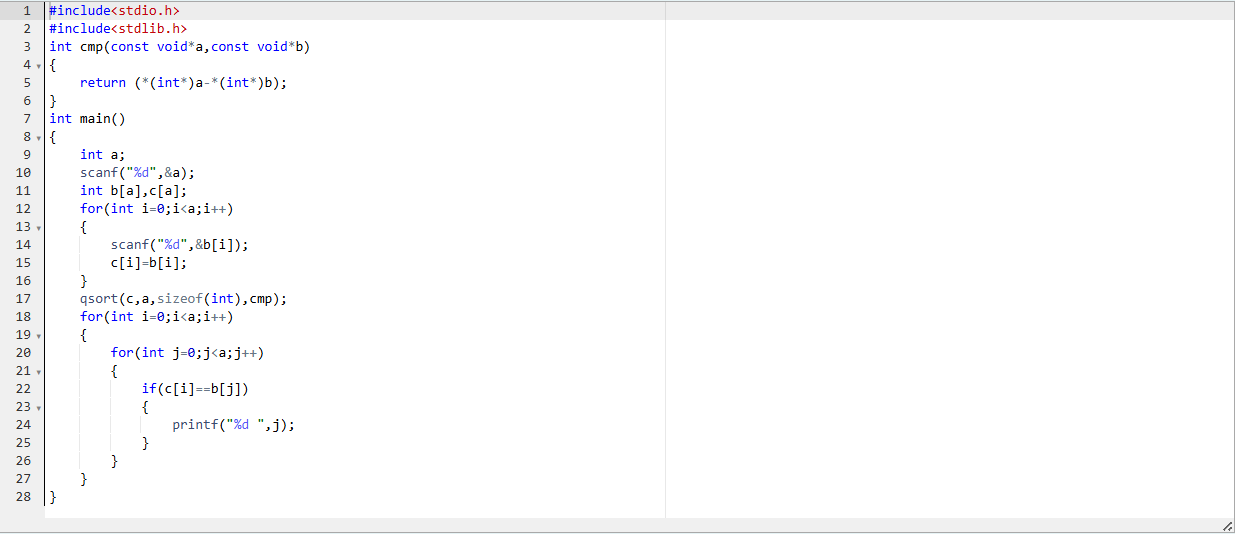 1 #include<stdio.h>
2 #include<stdlib.h>
3 int cmp(const void*a,const void*b)
4 {
5     return (*(int*)a-*(int*)b);
6 }
7 int main()
8 {
9     int a;
10     scanf("%d",&a);
11     int b[a],c[a];
12     for(int i=0;i<a;i++)
13     {
14         scanf("%d",&b[i]);
15         c[i]=b[i];
16     }
17     qsort(c,a,sizeof(int),cmp);
18     for(int i=0;i<a;i++)
19     {
20         for(int j=0;j<a;j++)
21         {
22             if(c[i]==b[j])
23             {
24                 printf("%d ",j);
25             }
26         }
27     }
28 }